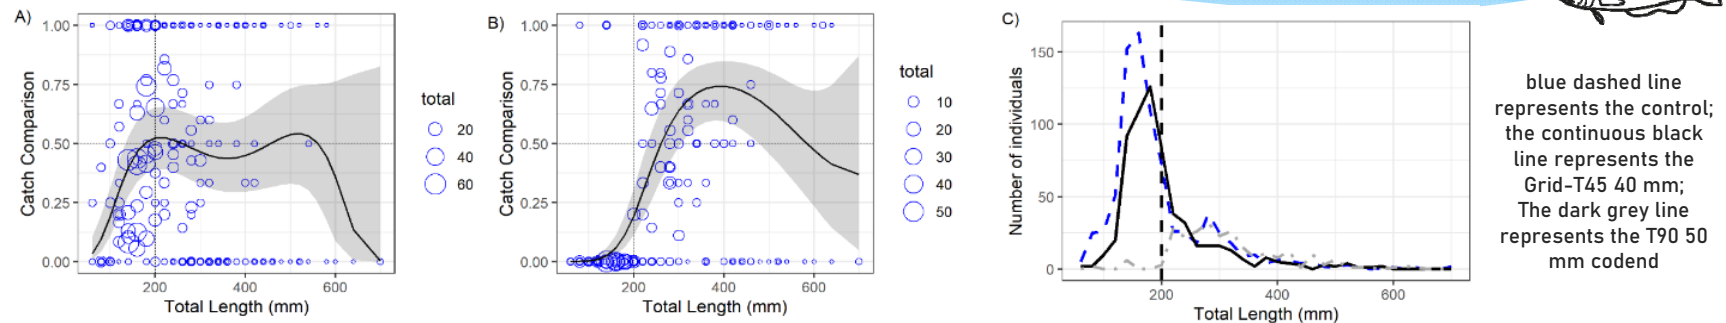 A)
Catch Comparison
1.00
0.75
0.50
0.25
0.00
200
400
600
Total Length (mm)
total
20
40
60
B)
Catch Comparison
1.00
0.75
0.50
0.25
0.00
200
400
600
Total Length (mm)
total
10
20
30
40
50
C)
Number of individuals
150
100
50
0
200
400
600
Total Length (mm)
blue dashed line
represents the control;
the continuous black
line represents the
Grid-T45 40 mm;
The dark grey line
represents the T90 50
mm codend